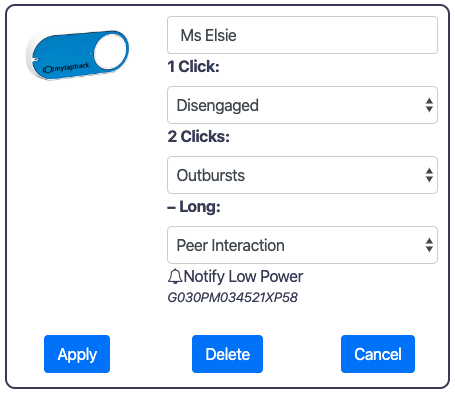 mytaptrack
Ms Elsie
1 Click:
Disengaged
2 Clicks:
Outbursts
– Long:
Peer Interaction
Notify Low Power
G030PM034521XP58
Apply
Delete
Cancel